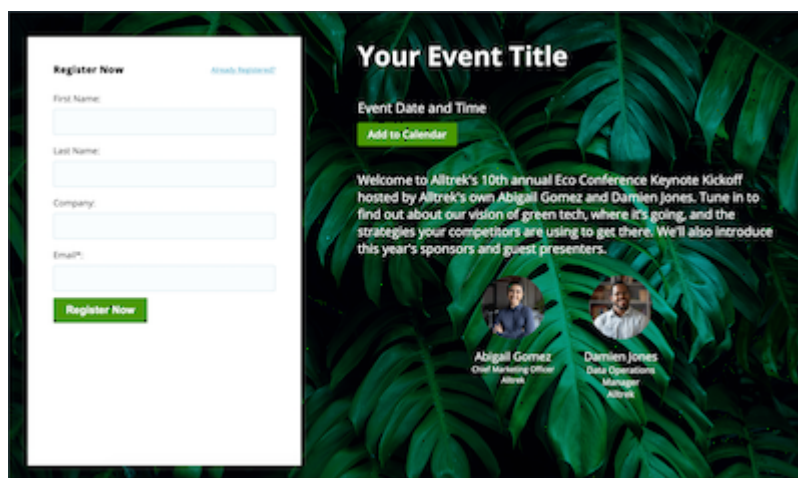 Register Now
Already Registered?
First Name:
Last Name:
Company:
Email*:
Register Now
Your Event Title
Event Date and Time
Add to Calendar
Welcome to Alltrek's 10th annual Eco Conference Keynote Kickoff
hosted by Alltrek's own Abigail Gomez and Damien Jones. Tune in to
find out about our vision of green tech, where it's going, and the
strategies your competitors are using to get there. We'll also introduce
this year's sponsors and guest presenters.
Abigail Gomez
Chief Marketing Officer
Alltrek
Damien Jones
Data Operations
Manager
Alltrek